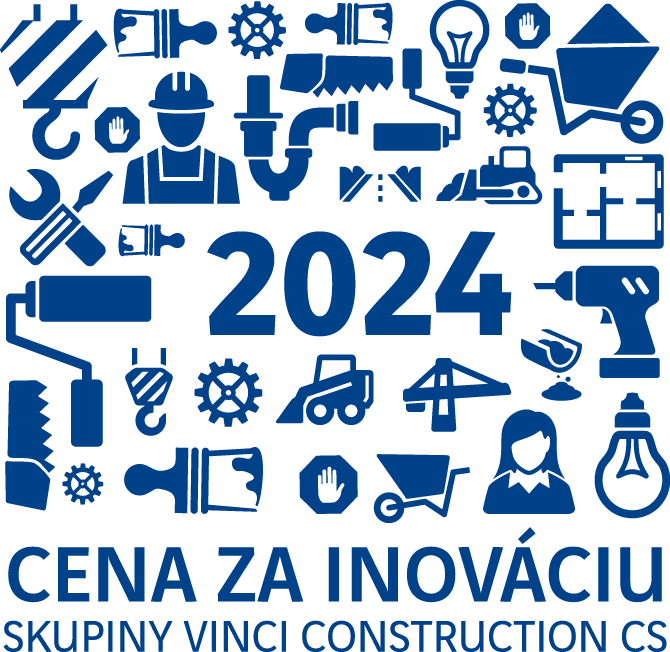 2024
CENA ZA INOVÁCIU
SKUPINY VINCI CONSTRUCTION CS